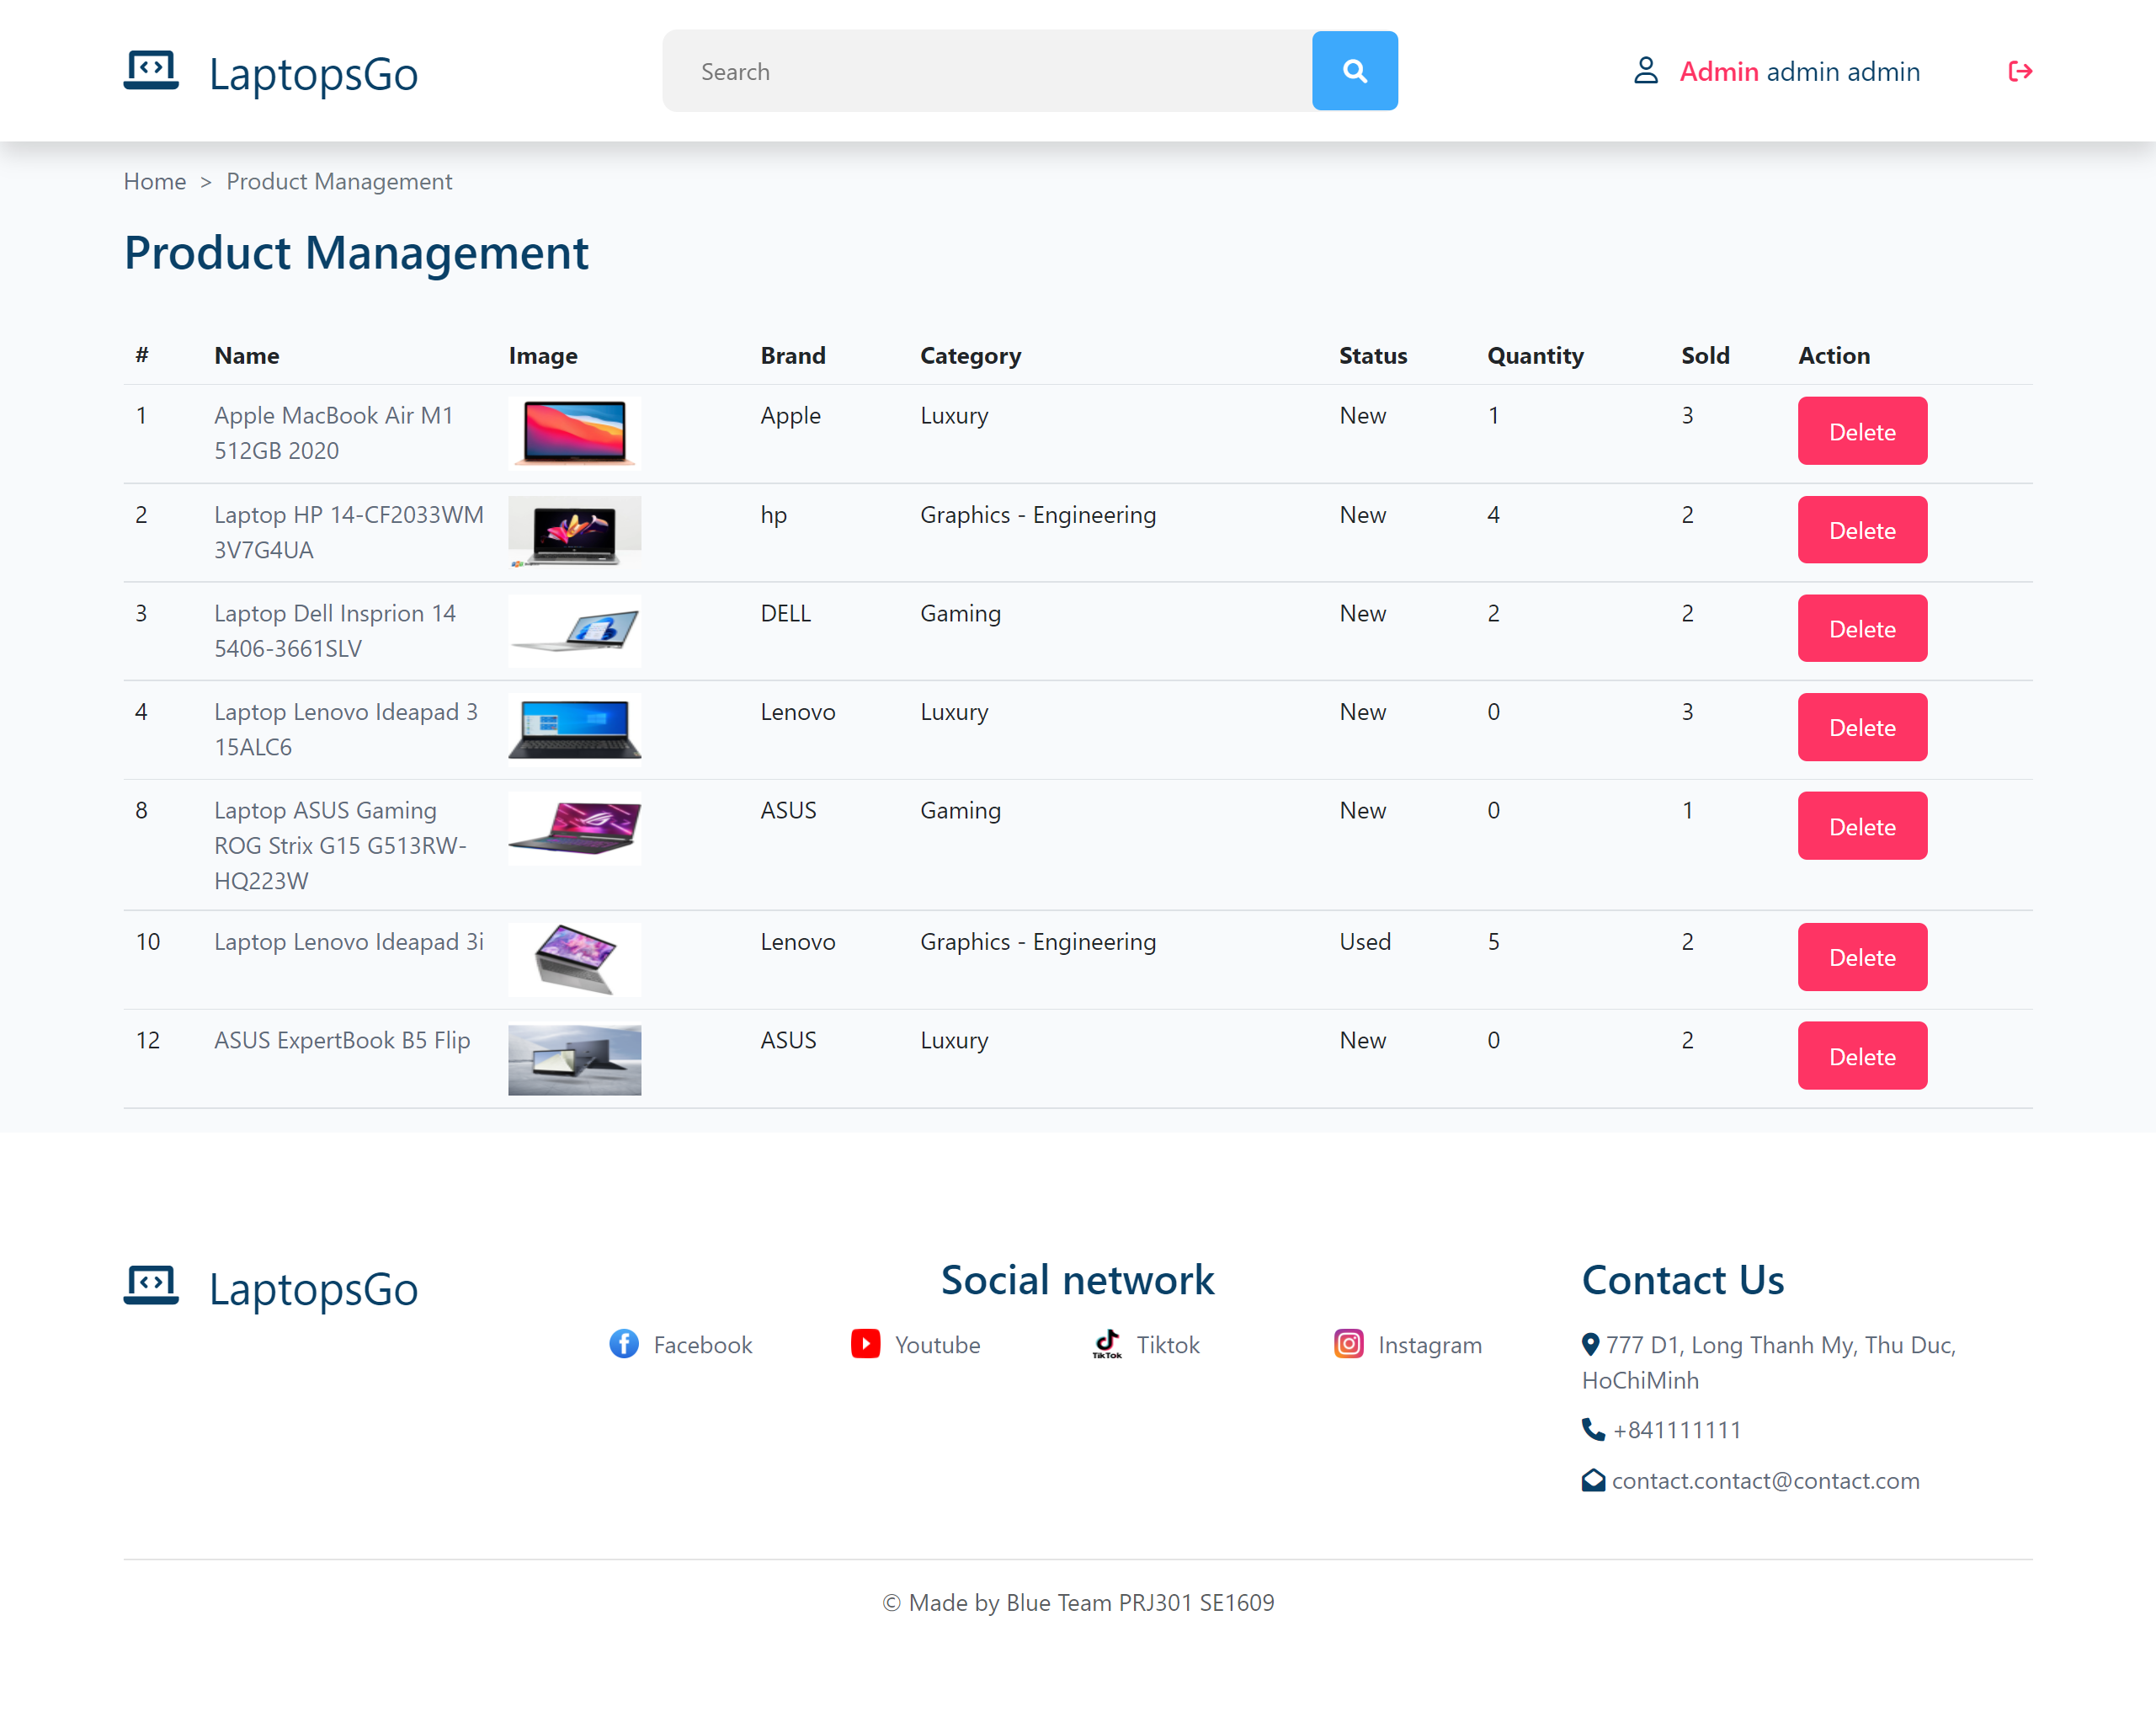 LaptopsGo
Search
Admin admin admin
Home > Product Management
Product Management
# Name Image Brand Category Status Quantity Sold Action
1 Apple MacBook Air M1 Apple Luxury New 1 3 Delete
512GB 2020
2 Laptop HP 14-CF2033WM hp Graphics - Engineering New 4 2 Delete
3V7G4UA
3 Laptop Dell Insprion 14 DELL Gaming New 2 2 Delete
5406-3661SLV
4 Laptop Lenovo Ideapad 3 Lenovo Luxury New 0 3 Delete
15ALC6
8 Laptop ASUS Gaming ASUS Gaming New 0 1 Delete
ROG Strix G15 G513RW-
HQ223W
10 Laptop Lenovo Ideapad 3i Lenovo Graphics - Engineering Used 5 2 Delete
12 ASUS ExpertBook B5 Flip ASUS Luxury New 0 2 Delete
LaptopsGo
Social network
Facebook
Youtube
TikTok
Tiktok
Instagram
Contact Us
777 D1, Long Thanh My, Thu Duc,
HoChiMinh
+841111111
contact.contact@contact.com
© Made by Blue Team PRJ301 SE1609